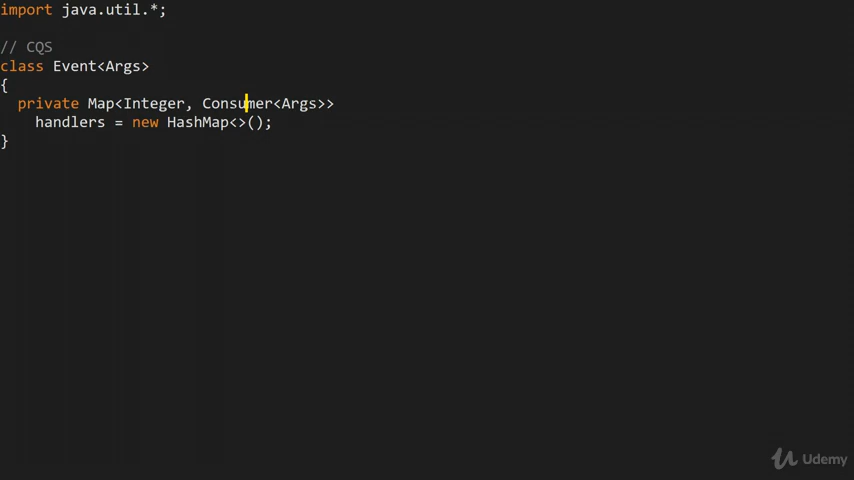 import java.util.*;
// CQS
class Event<Args>
{
private Map<Integer, Consumer<Args>>
handlers = new HashMap<>();
}
Udemy